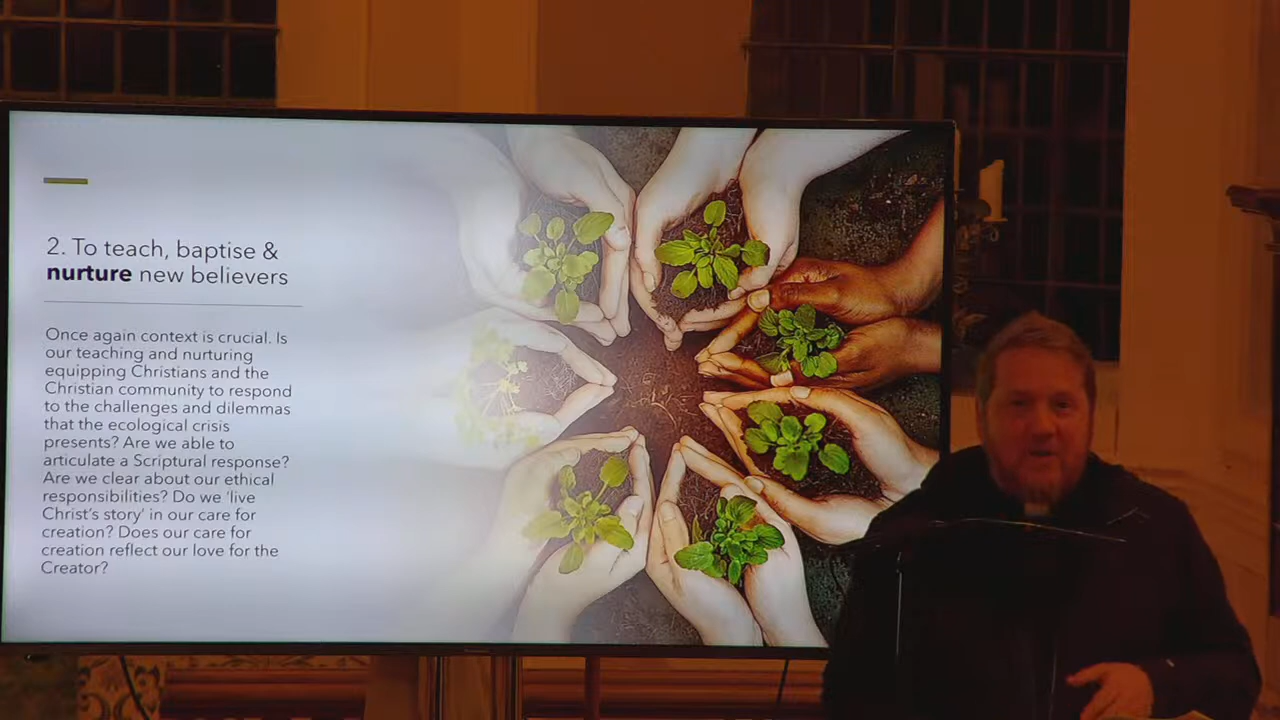 2. To teach, baptise &
nurture new believers
Once again context is crucial. Is
our teaching and nurturing
equipping Christians and the
Christian community to respond
to the challenges and dilemmas
that the ecological crisis
presents? Are we able to
articulate a Scriptural response?
Are we clear about our ethical
responsibilities? Do we 'live
Christ's story' in our care for
creation? Does our care for
creation reflect our love for the
Creator?